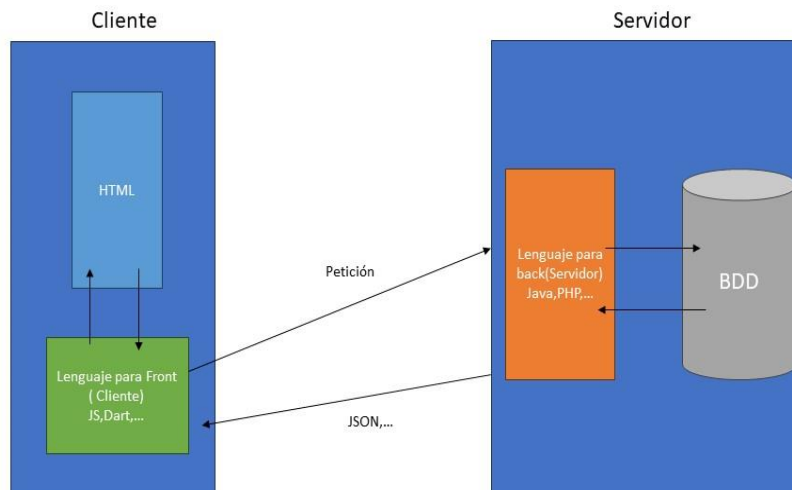 Cliente
Servidor
HTML
Petición
Lenguaje para
back(Servidor)
Java,PHP,...
BDD
Lenguaje para Front
( Cliente)
JS,Dart,...
JSON,...